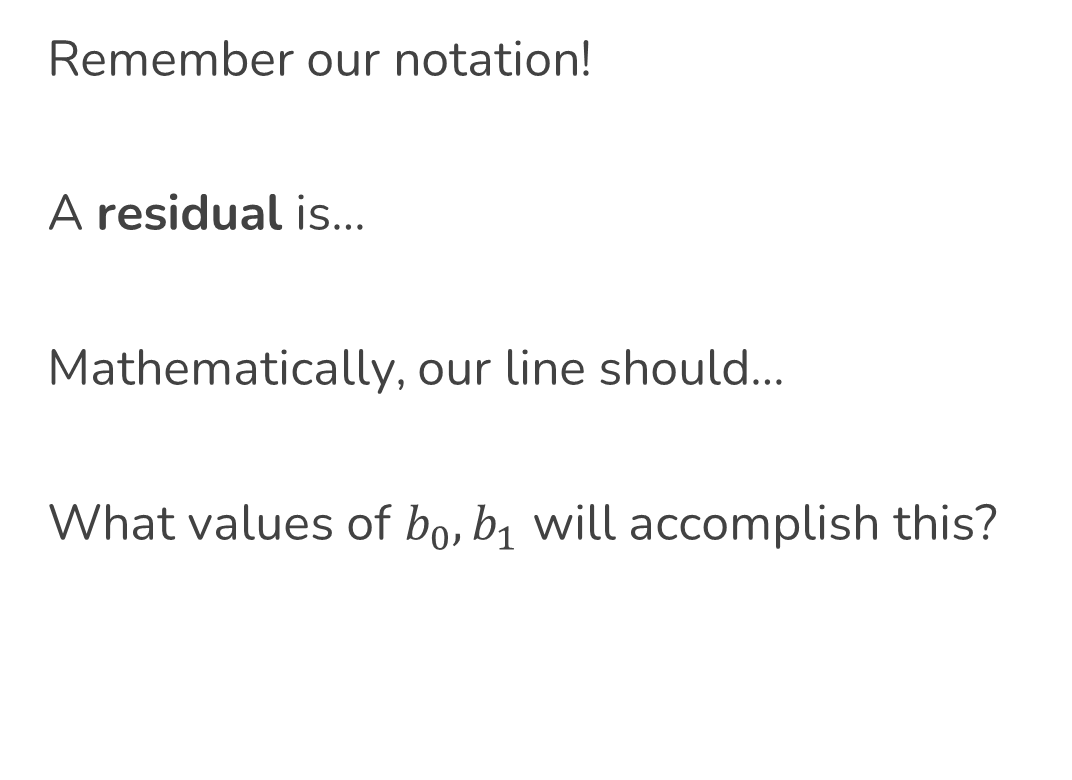 Remember our notation!
A residual is...
Mathematically, our line should...
What values of b₀, b₁ will accomplish this?